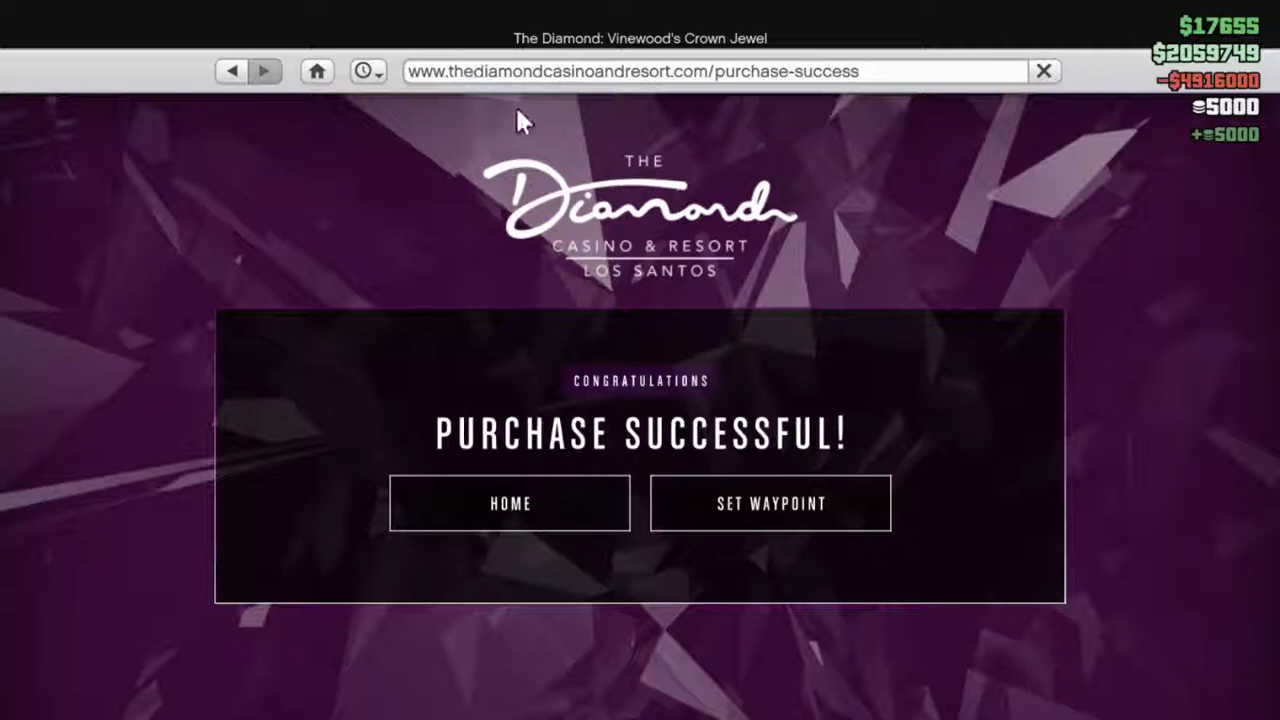 The Diamond: Vinewood's Crown Jewel
$17655
$2059749
-$4916000
5000
+5000
www.thediamondcasinoandresort.com/purchase-success
THE
Diamond
CASINO & RESORT
LOS SANTOS
CONGRATULATIONS
PURCHASE SUCCESSFUL!
HOME
SET WAYPOINT